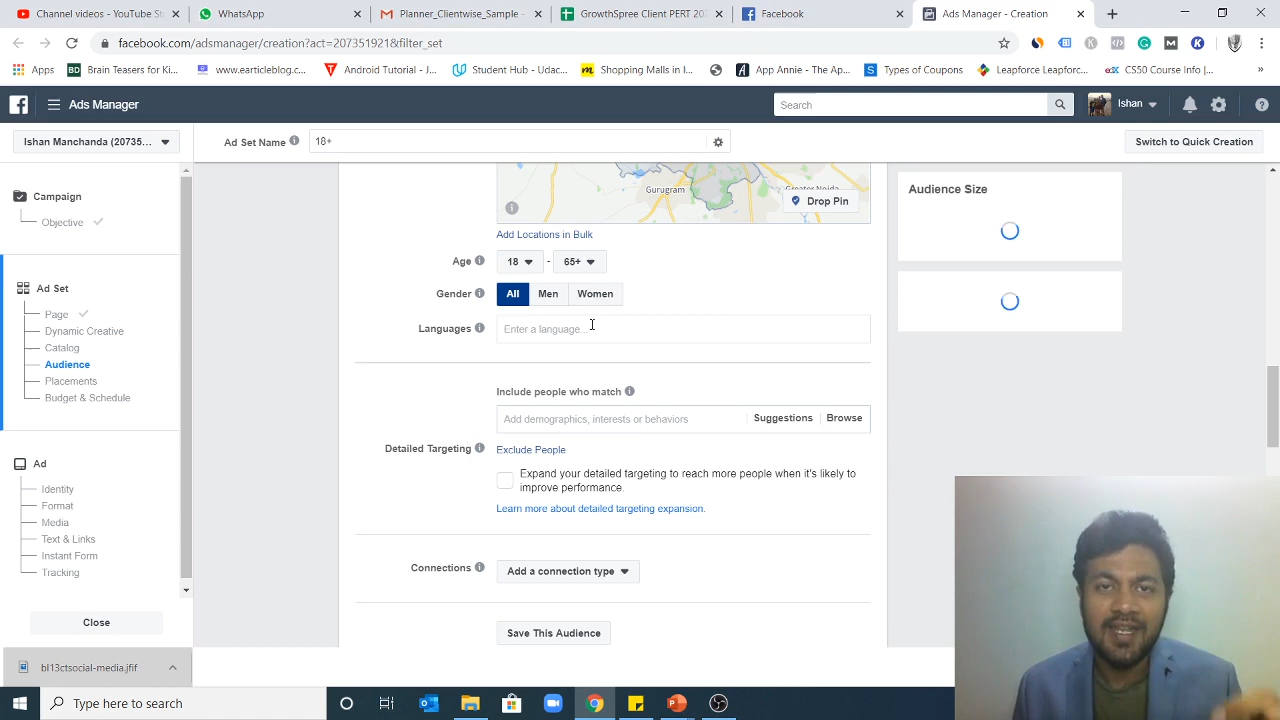 Channel videos - YouTube St
WhatsApp
Planner_Clientwise_Sample -
GrowthSpree Client PERT 202
Facebook
Ads Manager - Creation
facebook.com/adsmanager/creation?act=207351921&filter_set
Apps
Brain Teasers for Ki...
www.earticleblog.c...
Android Tutorial - J...
Student Hub - Udac...
Shopping Malls in I...
App Annie - The Ap...
Types of Coupons
Leapforce Leapforc...
CS50 Course Info |...
Ads Manager
Search
Ishan
Ishan Manchanda (20735...
Ad Set Name
18+
Switch to Quick Creation
Campaign
Objective
Ad Set
Page
Dynamic Creative
Catalog
Audience
Placements
Budget & Schedule
Ad
Identity
Format
Media
Text & Links
Instant Form
Tracking
Close
Gurugram
Greater Noida
Drop Pin
Add Locations in Bulk
Age
18 - 65+
Gender
All Men Women
Languages
Enter a language...
Include people who match
Add demographics, interests or behaviors
Suggestions
Browse
Detailed Targeting
Exclude People
Expand your detailed targeting to reach more people when it's likely to
improve performance.
Learn more about detailed targeting expansion.
Connections
Add a connection type
Save This Audience
Audience Size
bl13ctsocial-media.jfif
Type here to search